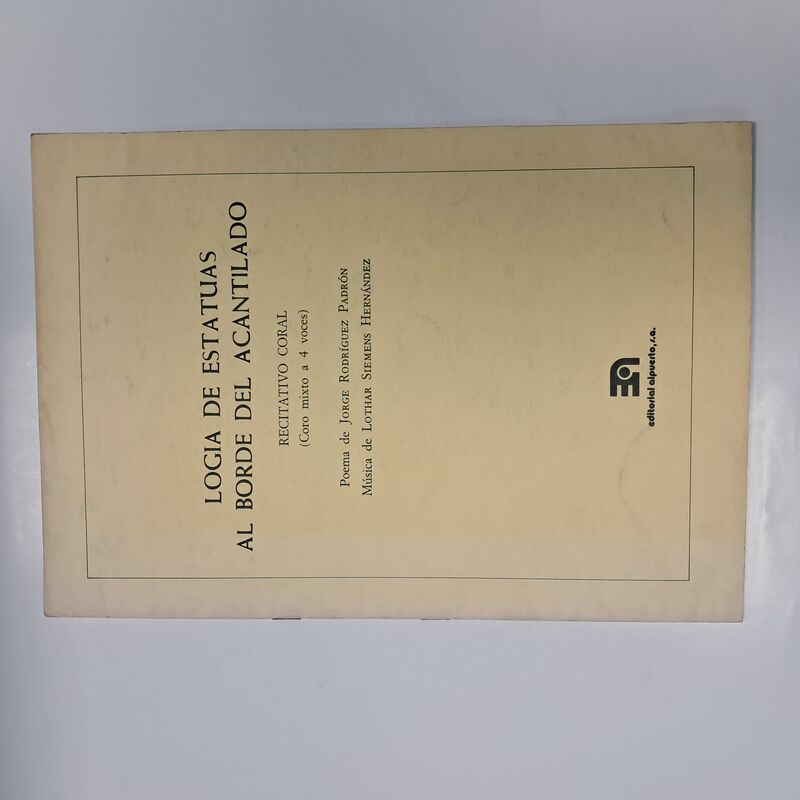 LOGIA DE ESTATUAS
AL BORDE DEL ACANTILADO
RECITATIVO CORAL
(Coro mixto a 4 voces)
Poema de JORGE RODRÍGUEZ PADRÓN
Música de LOTHAR SIEMENS HERNÁNDEZ
editorial alpuerto, s.a.